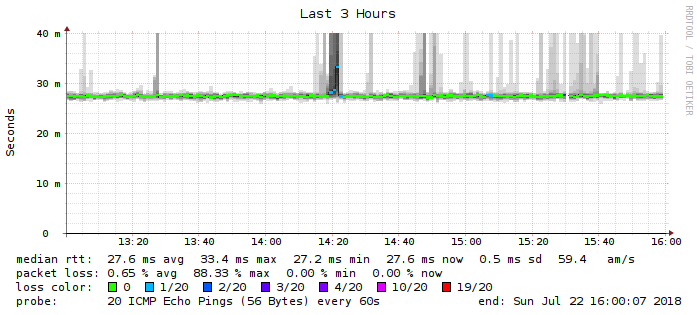 Last 3 Hours
RRDTOOL / TOBI OETIKER
Seconds
40 m
30 m
20 m
10 m
0
13:20 13:40 14:00 14:20 14:40 15:00 15:20 15:40 16:00
median rtt: 27.6 ms avg 33.4 ms max 27.2 ms min 27.6 ms now 0.5 ms sd 59.4 am/s
packet loss: 0.65 % avg 88.33 % max 0.00 % min 0.00 % now
loss color: 0 1/20 2/20 3/20 4/20 10/20 19/20
probe: 20 ICMP Echo Pings (56 Bytes) every 60s end: Sun Jul 22 16:00:07 2018